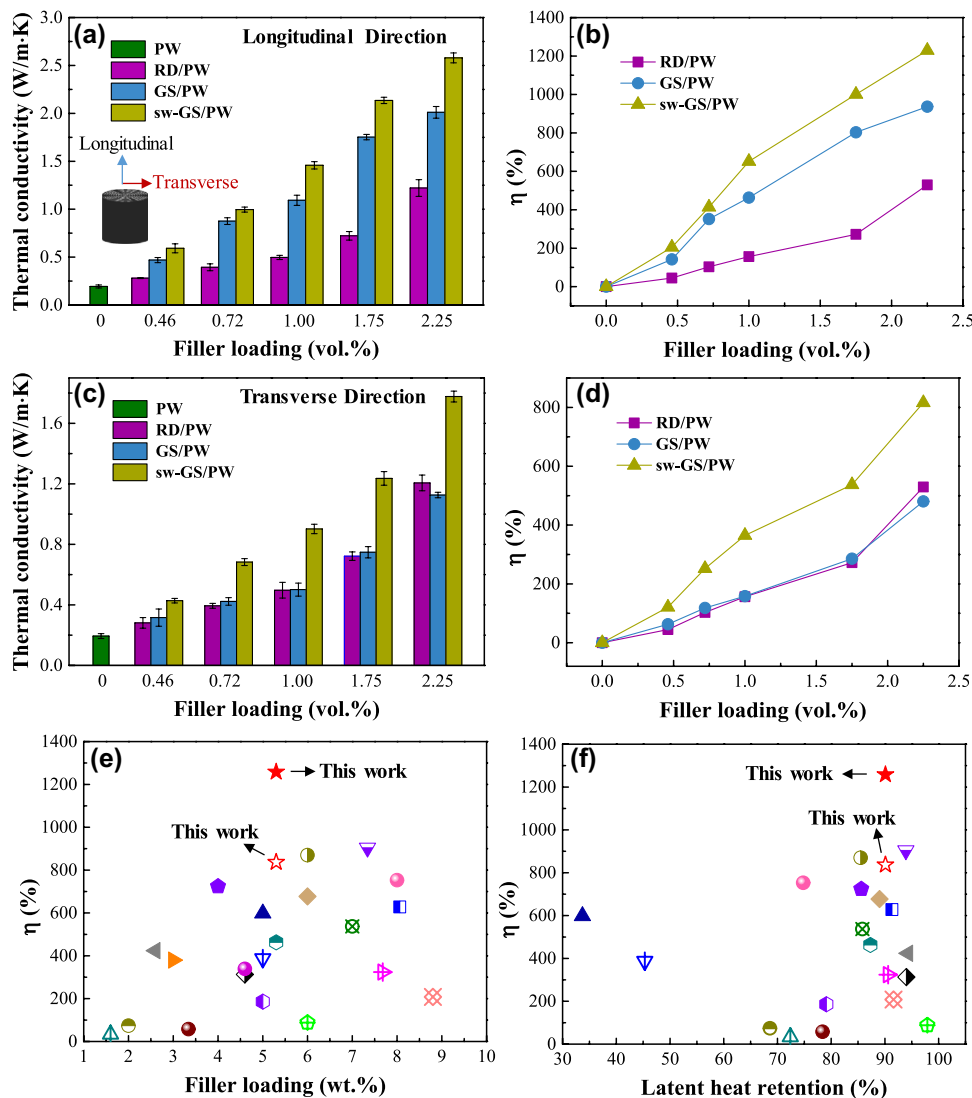 (a)
Longitudinal Direction
PW
RD/PW
GS/PW
sw-GS/PW
Longitudinal
Transverse
Thermal conductivity (W/m·K)
3.0
2.5
2.0
1.5
1.0
0.5
0.0
0 0.46 0.72 1.00 1.75 2.25
Filler loading (vol.%)
(b)
RD/PW
GS/PW
sw-GS/PW
η (%)
1400
1200
1000
800
600
400
200
0
0.0 0.5 1.0 1.5 2.0 2.5
Filler loading (vol.%)
(c)
Transverse Direction
PW
RD/PW
GS/PW
sw-GS/PW
Thermal conductivity (W/m·K)
1.8
1.2
0.6
0.0
0 0.46 0.72 1.00 1.75 2.25
Filler loading (vol.%)
(d)
RD/PW
GS/PW
sw-GS/PW
η (%)
800
600
400
200
0
0.0 0.5 1.0 1.5 2.0 2.5
Filler loading (vol.%)
(e)
This work
This work
η (%)
1400
1200
1000
800
600
400
200
0
1 2 3 4 5 6 7 8 9 10
Filler loading (wt.%)
(f)
This work
This work
η (%)
1400
1200
1000
800
600
400
200
0
30 40 50 60 70 80 90 100
Latent heat retention (%)